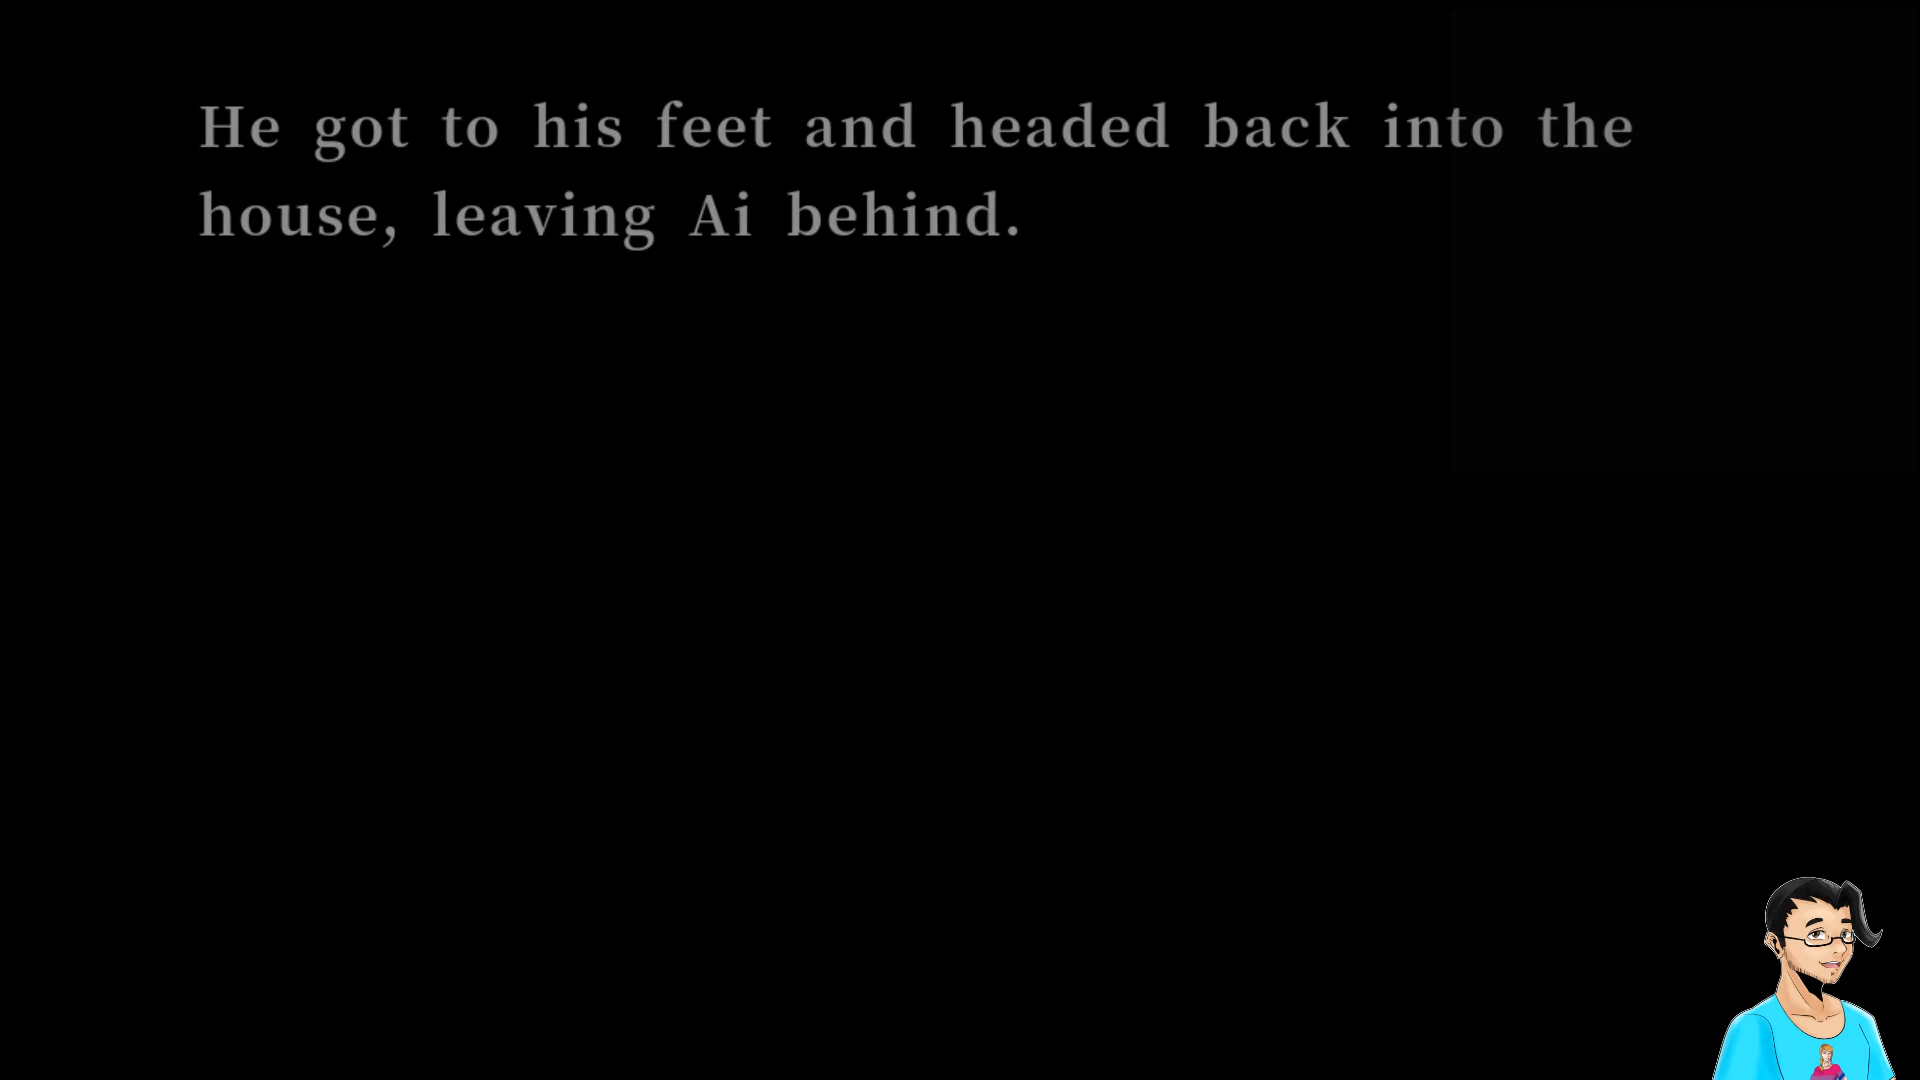 He got to his feet and headed back into the
house, leaving Ai behind.